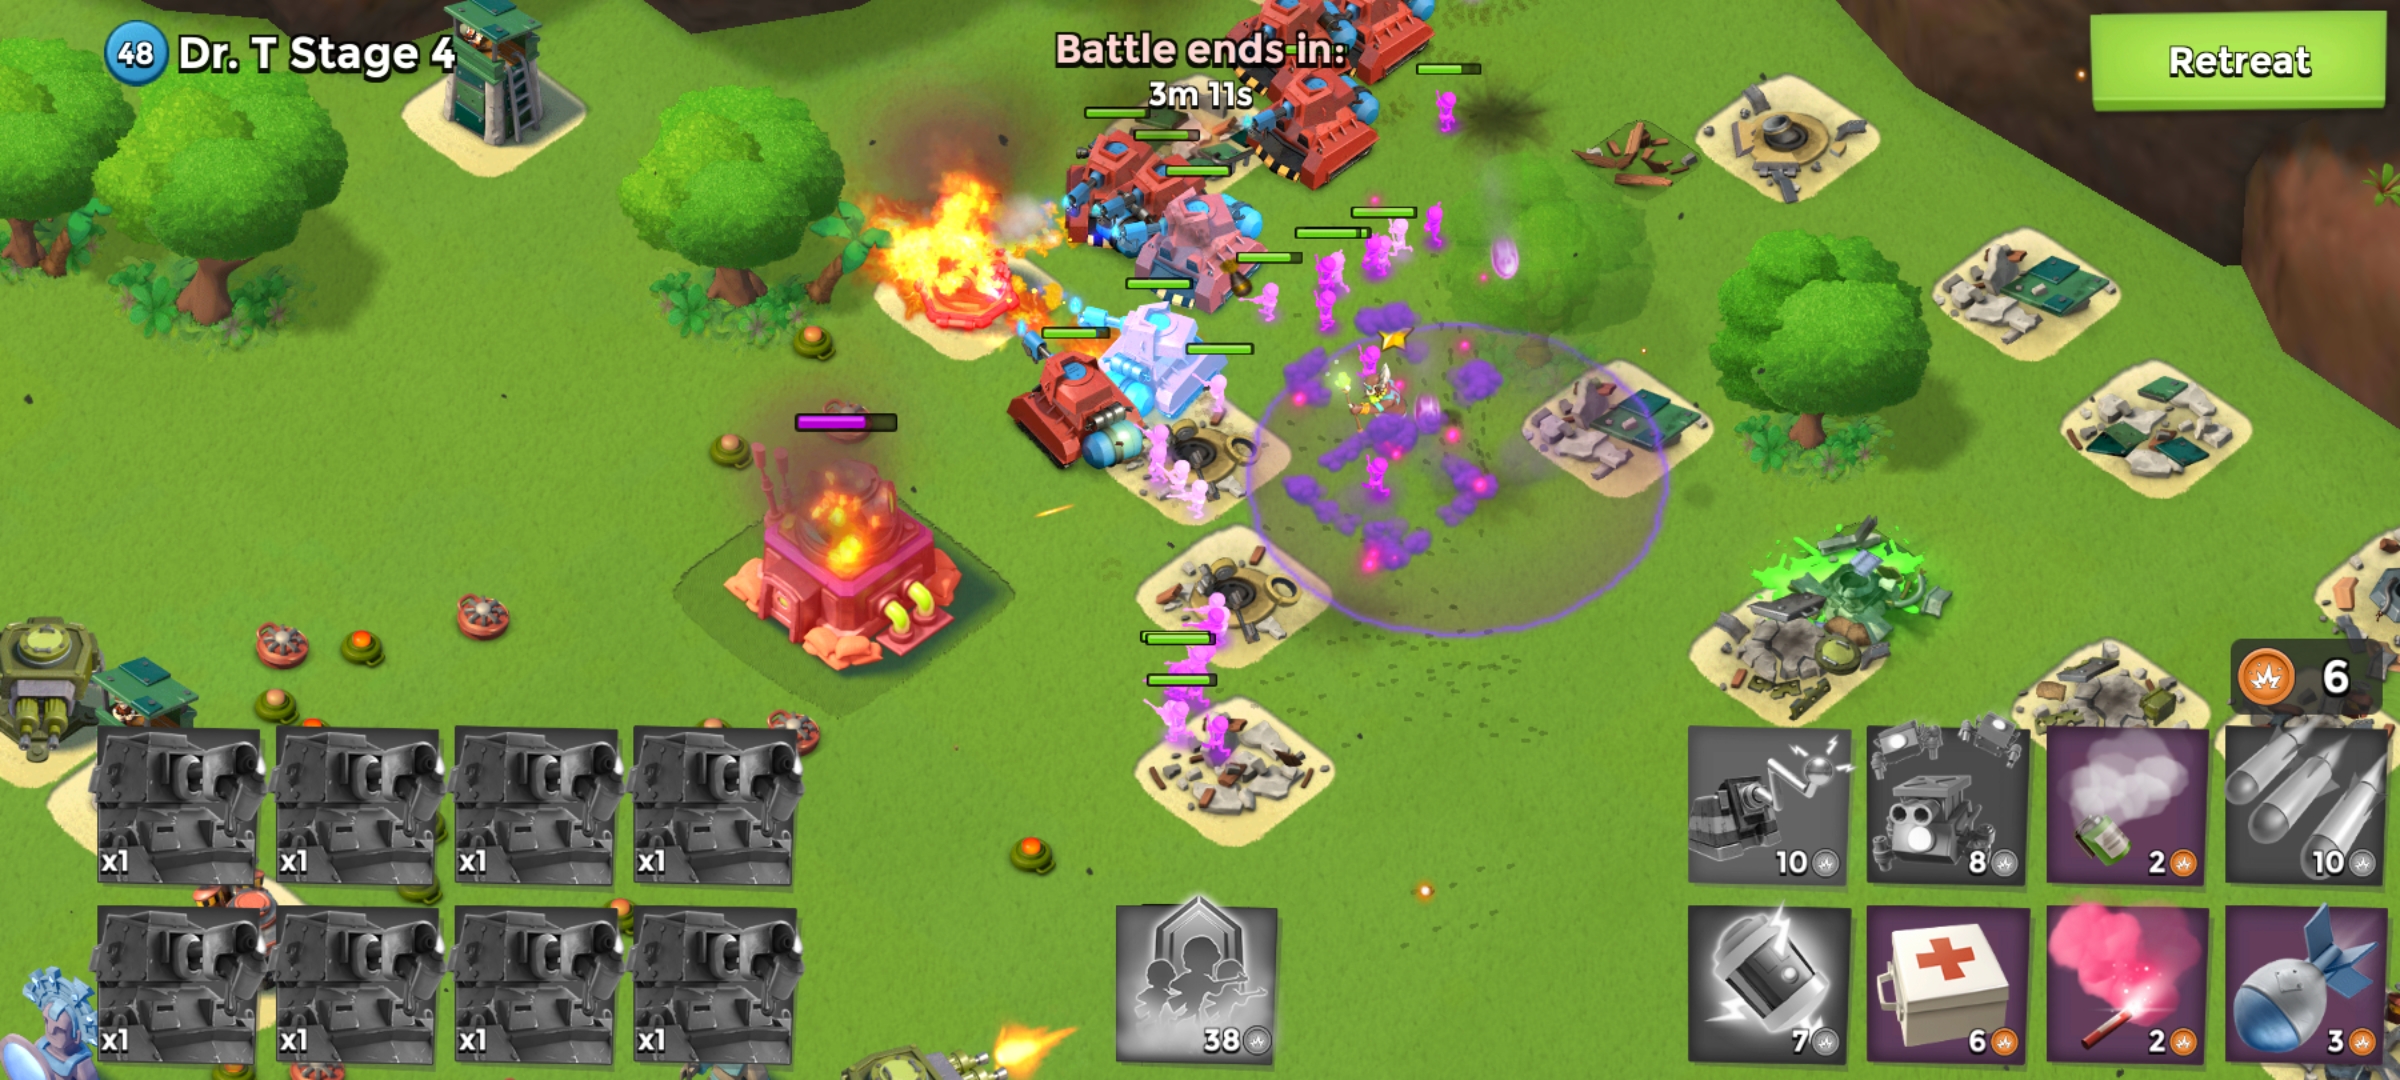 48 Dr. T Stage 4
Battle ends in:
3m 11s
Retreat
6
x1 x1 x1 x1
10 8 2 10
x1 x1 x1 x1
38
7 6 2 3